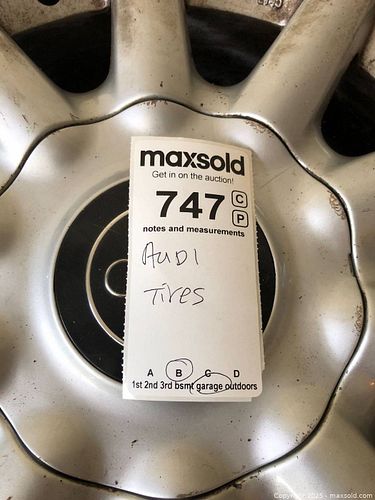 maxsold
Get in on the auction!
747 C
P
notes and measurements
AUDI
Tires
A B C D
1st 2nd 3rd bsmt garage outdoors
Copyright 2025 - maxsold.com